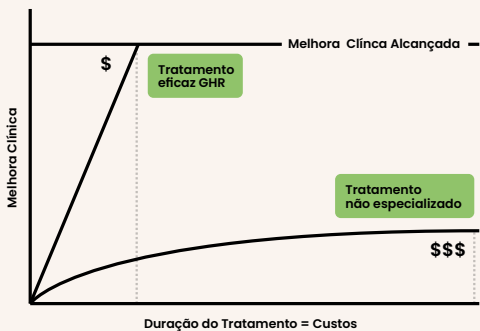 Melhora  Clínca Alcançada
$
Tratamento
eficaz GHR
Melhora Clínica
Tratamento
não especializado
$$$
Duração do Tratamento = Custos